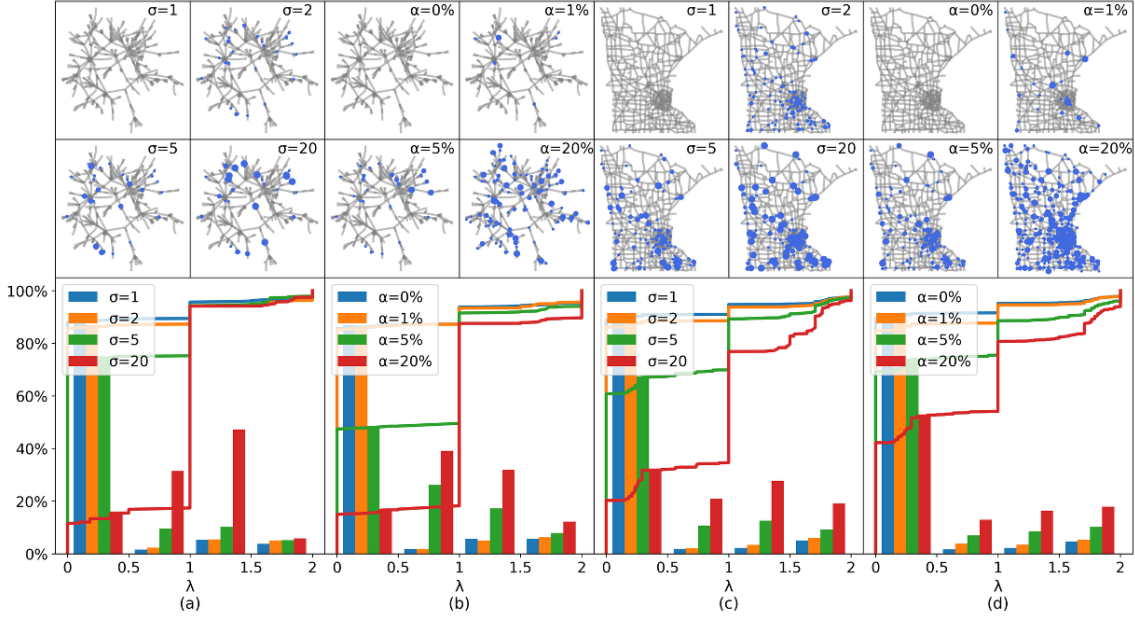 σ=1 σ=2 α=0% α=1% σ=1 σ=2 α=0% α=1%
σ=5 σ=20 α=5% α=20% σ=5 σ=20 α=5% α=20%
100%
80%
60%
40%
20%
0%
σ=1
σ=2
σ=5
σ=20
α=0%
α=1%
α=5%
α=20%
σ=1
σ=2
σ=5
σ=20
α=0%
α=1%
α=5%
α=20%
0 0.5 1 1.5 2 0 0.5 1 1.5 2 0 0.5 1 1.5 2 0 0.5 1 1.5 2
λ λ λ λ
(a) (b) (c) (d)